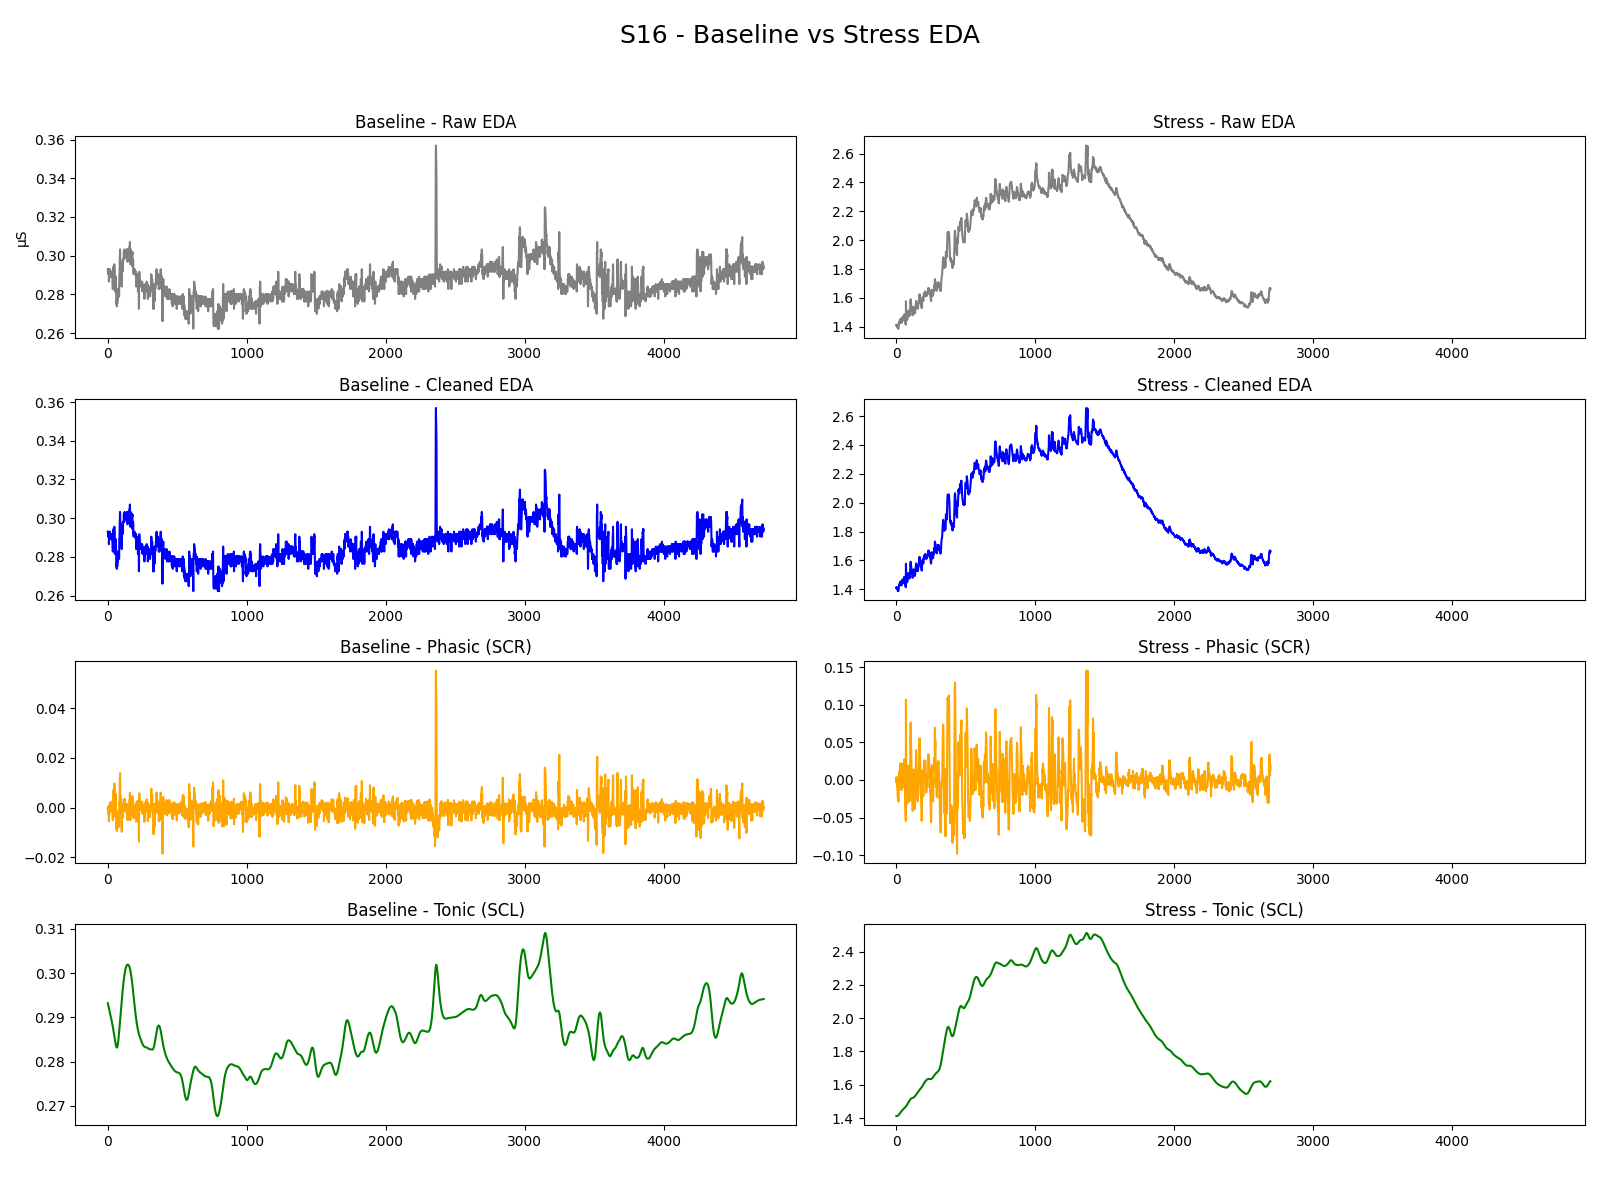 S16 - Baseline vs Stress EDA
Baseline - Raw EDA
µS
0.36
0.34
0.32
0.30
0.28
0.26
0 1000 2000 3000 4000
Stress - Raw EDA
2.6
2.4
2.2
2.0
1.8
1.6
1.4
0 1000 2000 3000 4000
Baseline - Cleaned EDA
0.36
0.34
0.32
0.30
0.28
0.26
0 1000 2000 3000 4000
Stress - Cleaned EDA
2.6
2.4
2.2
2.0
1.8
1.6
1.4
0 1000 2000 3000 4000
Baseline - Phasic (SCR)
0.04
0.02
0.00
−0.02
0 1000 2000 3000 4000
Stress - Phasic (SCR)
0.15
0.10
0.05
0.00
−0.05
−0.10
0 1000 2000 3000 4000
Baseline - Tonic (SCL)
0.31
0.30
0.29
0.28
0.27
0 1000 2000 3000 4000
Stress - Tonic (SCL)
2.4
2.2
2.0
1.8
1.6
1.4
0 1000 2000 3000 4000